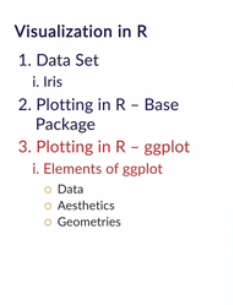 Visualization in R
1. Data Set
i. Iris
2. Plotting in R – Base
Package
3. Plotting in R – ggplot
i. Elements of ggplot
Data
Aesthetics
Geometries